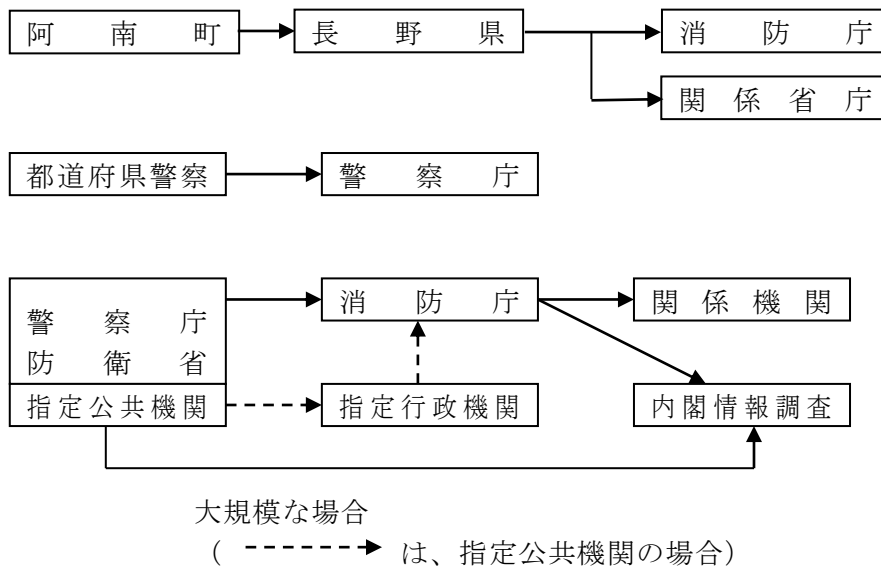 阿南町
長野県
消防庁
関係省庁
都道府県警察
警察庁
警察庁
防衛省
消防庁
関係機関
指定公共機関
指定行政機関
内閣情報調査
大規模な場合
( は、指定公共機関の場合)